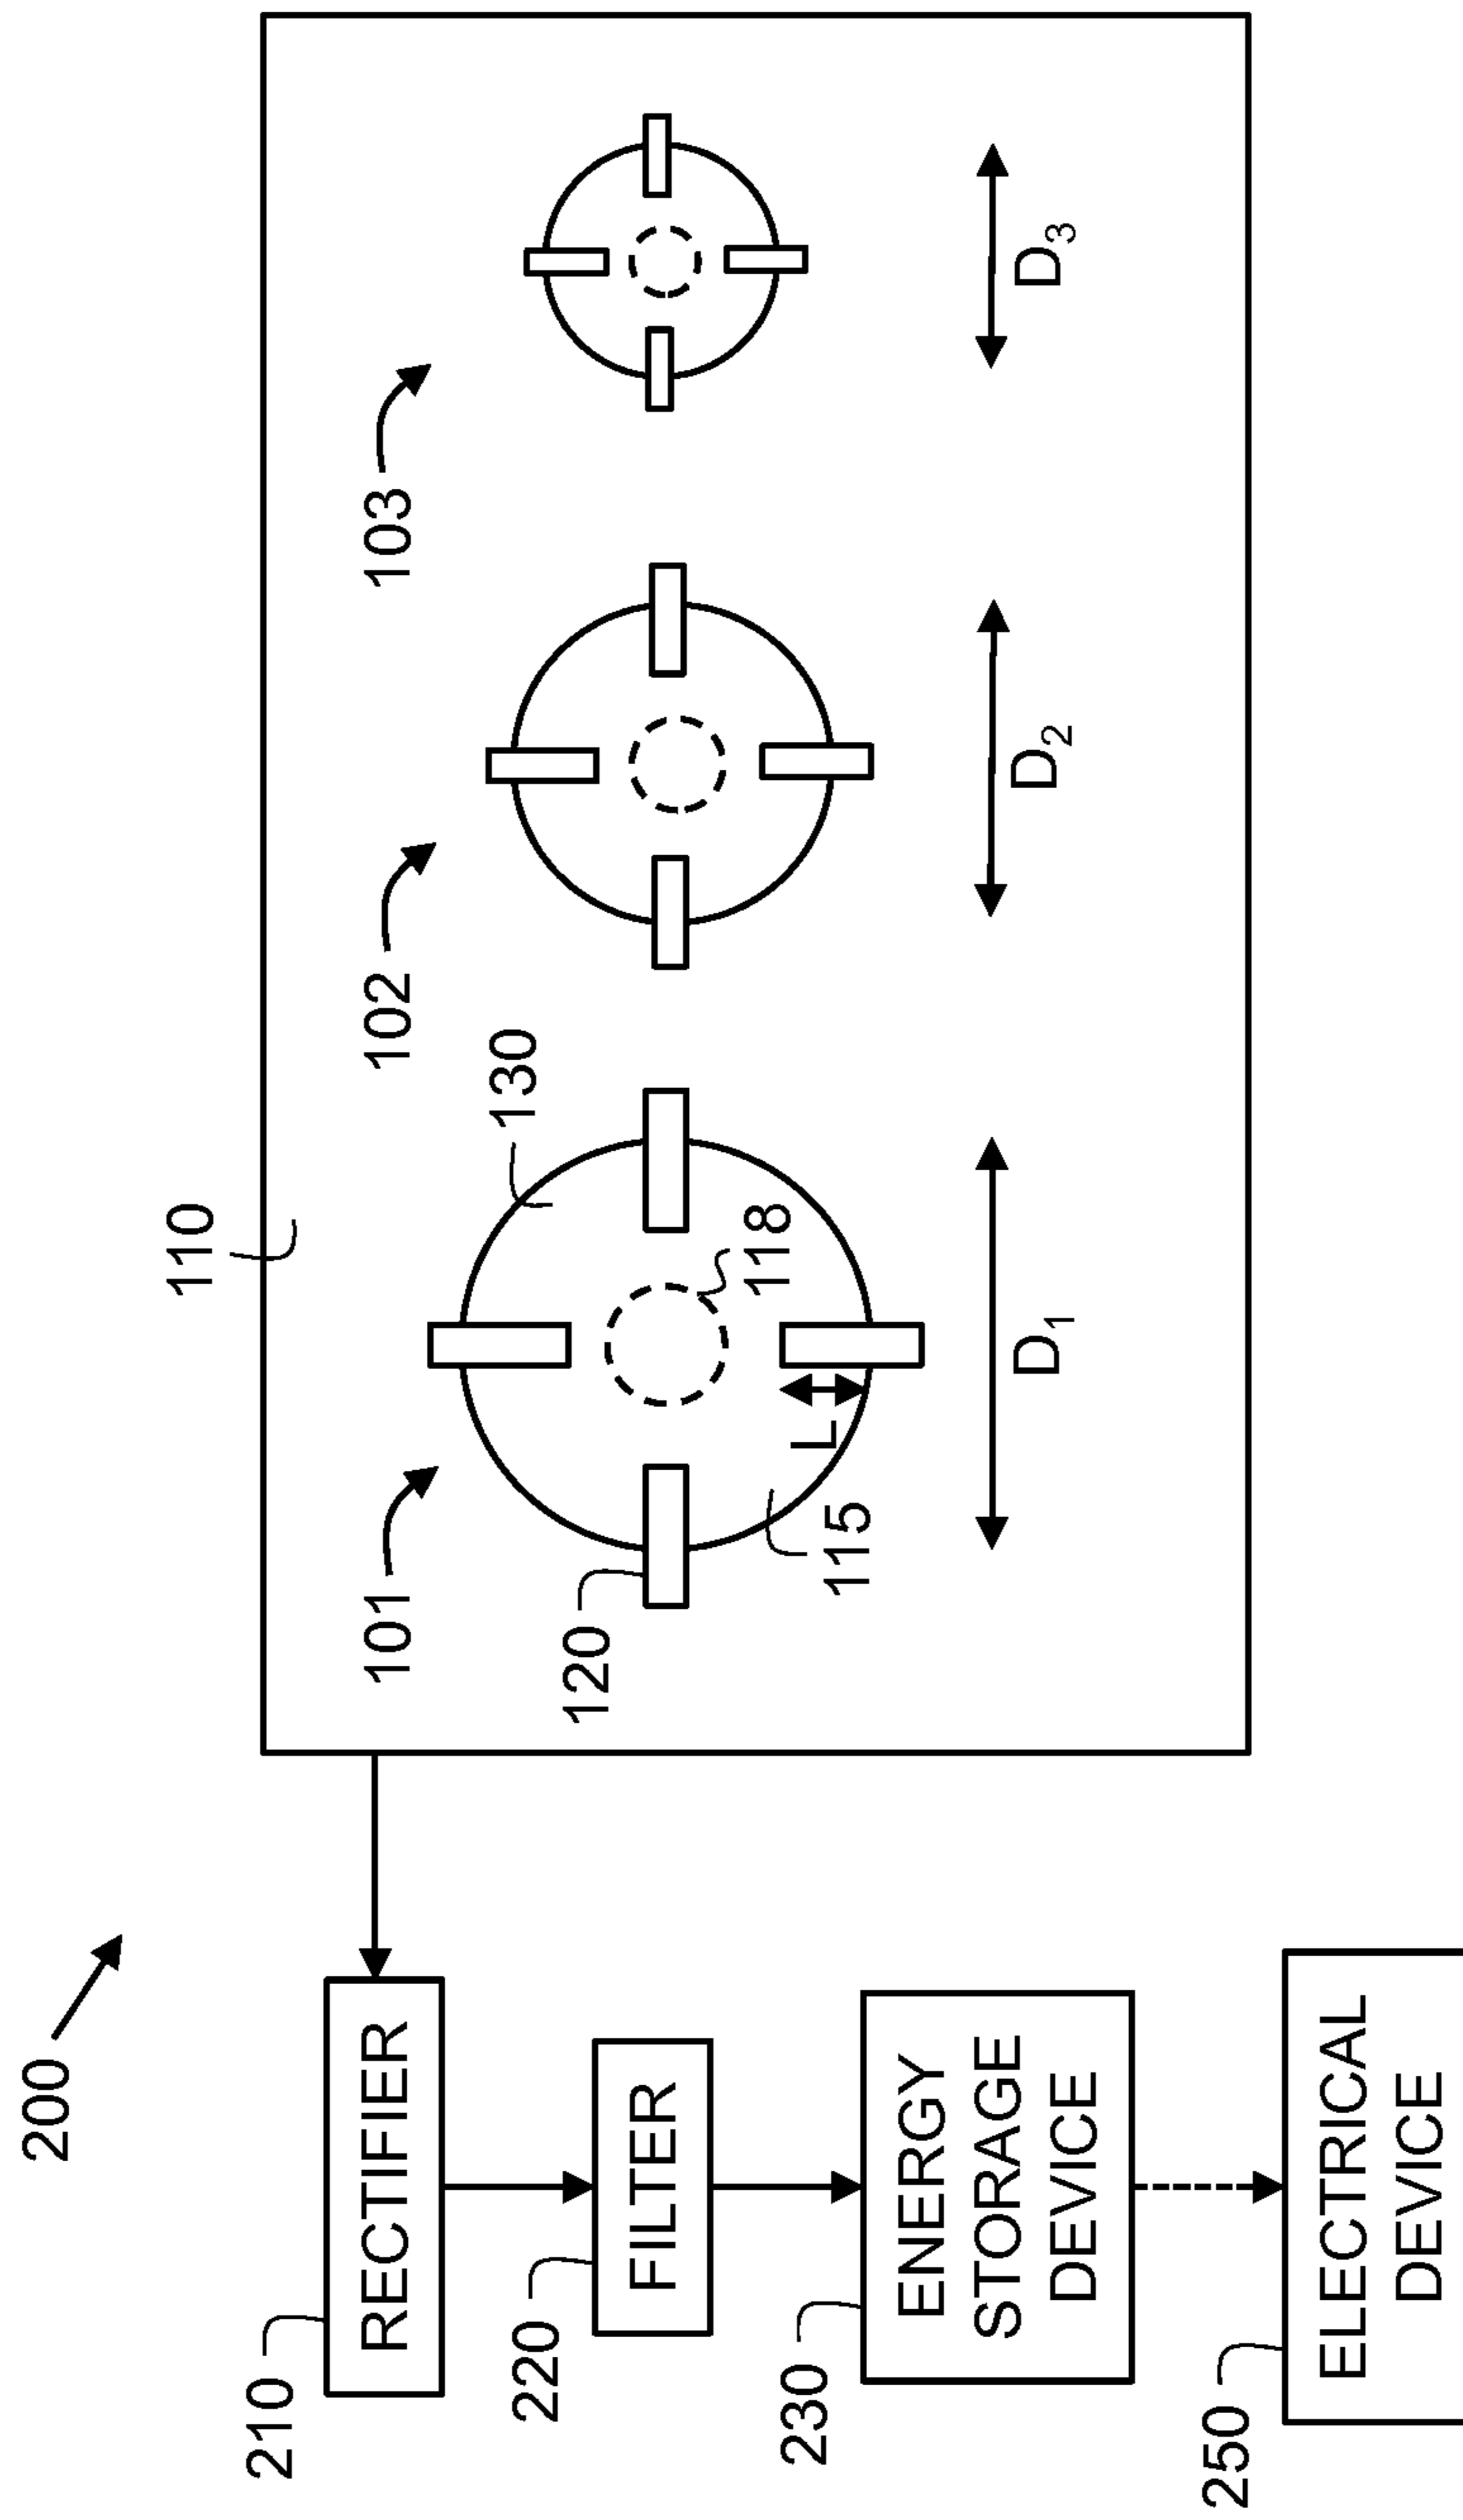 200
110
210
RECTIFIER
101
102
103
130
220
FILTER
120
118
L
115
230
ENERGY
STORAGE
DEVICE
D1
D2
D3
250
ELECTRICAL
DEVICE